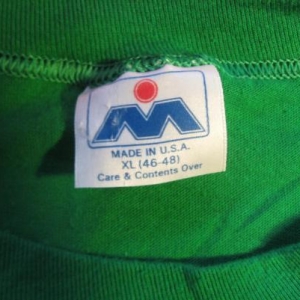 MADE IN U.S.A.
XL (46-48)
Care & Contents Over